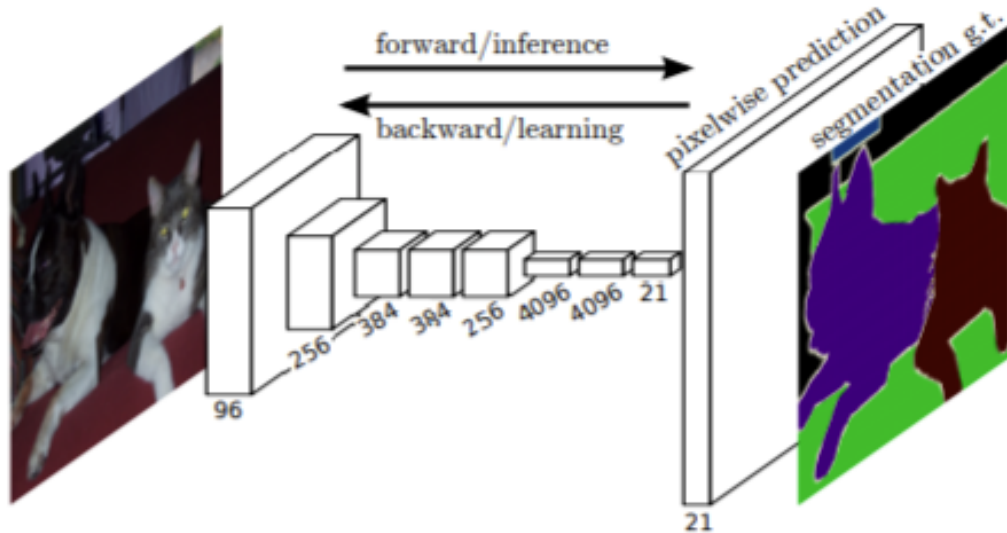 forward/inference
backward/learning
pixelwise prediction
segmentation g.t.
96
256
384
384
256
4096
4096
21
21